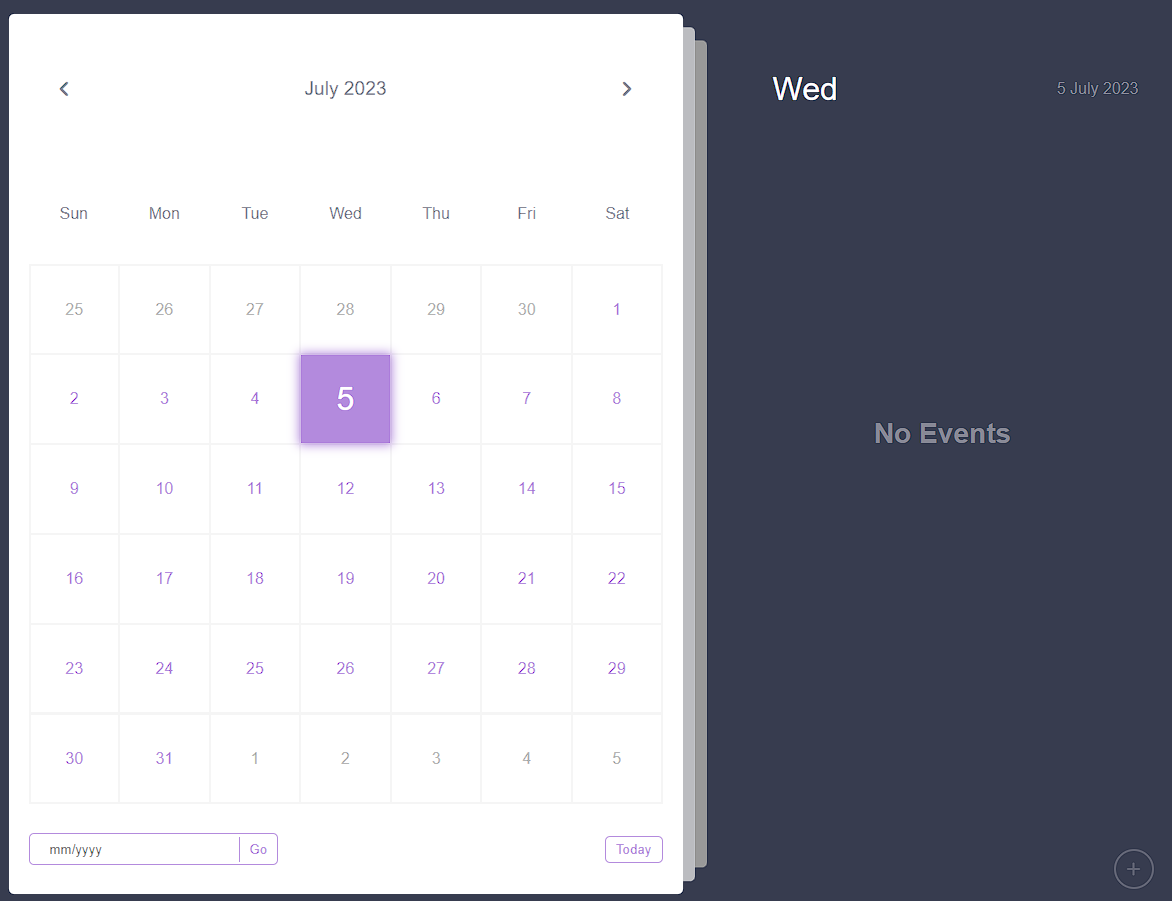 July 2023
Wed
5 July 2023
Sun Mon Tue Wed Thu Fri Sat
25 26 27 28 29 30 1
2 3 4 5 6 7 8
No Events
9 10 11 12 13 14 15
16 17 18 19 20 21 22
23 24 25 26 27 28 29
30 31 1 2 3 4 5
mm/yyyy Go Today